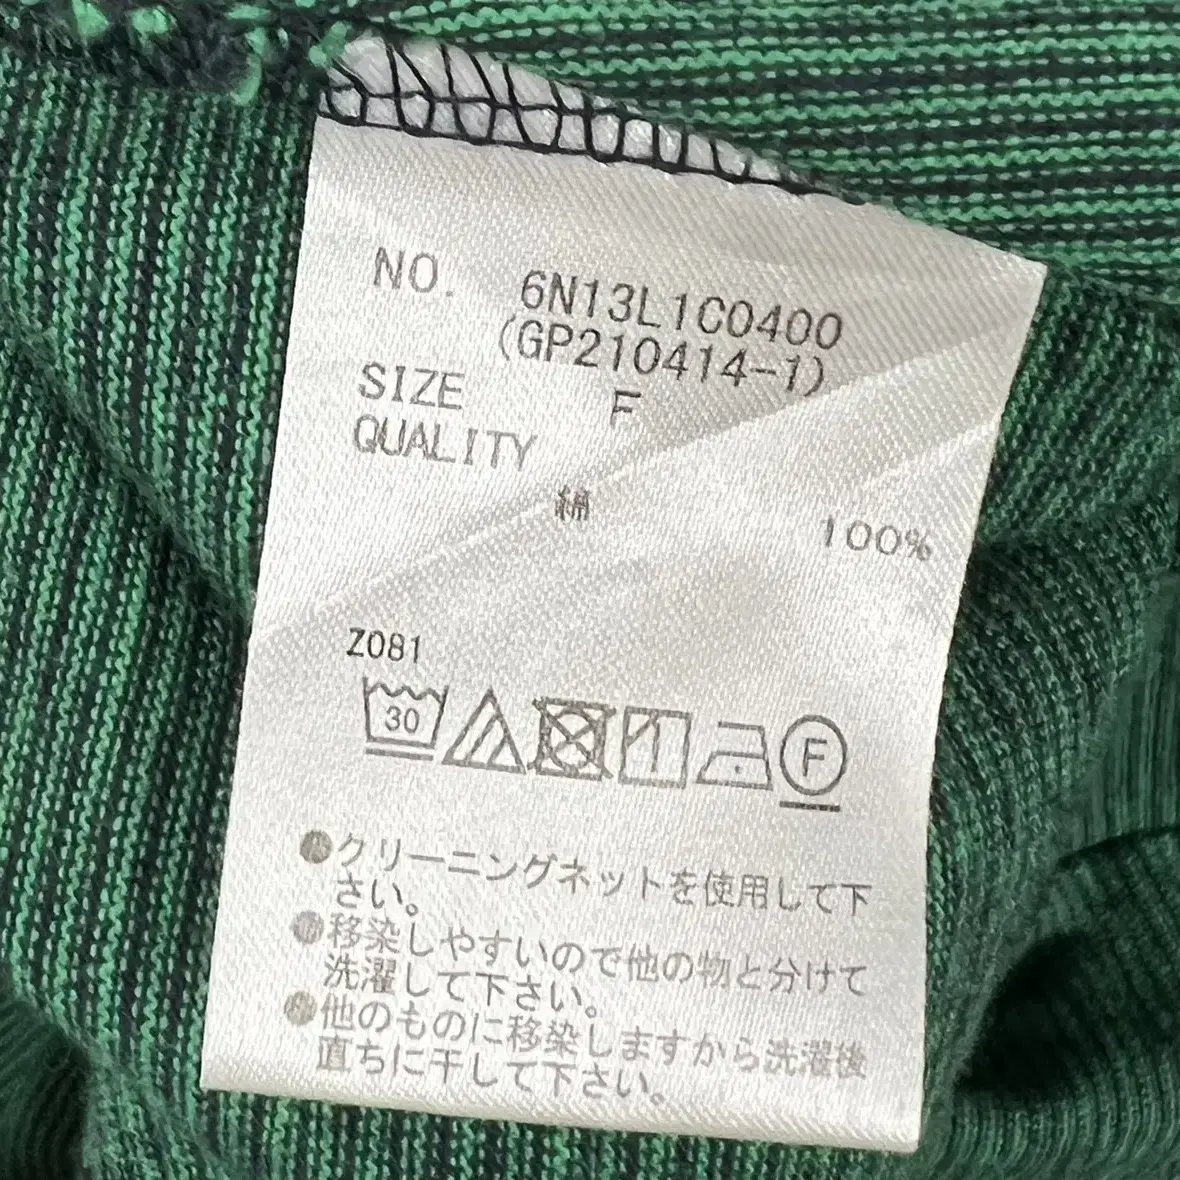 NO. 6N13L1C0400
(GP210414-1)
SIZE F
QUALITY
綿 100%
Z081
30 F
●クリーニングネットを使用して下
さい。
●移染しやすいので他の物と分けて
洗濯して下さい。
●他のものに移染しますから洗濯後
直ちに干して下さい。